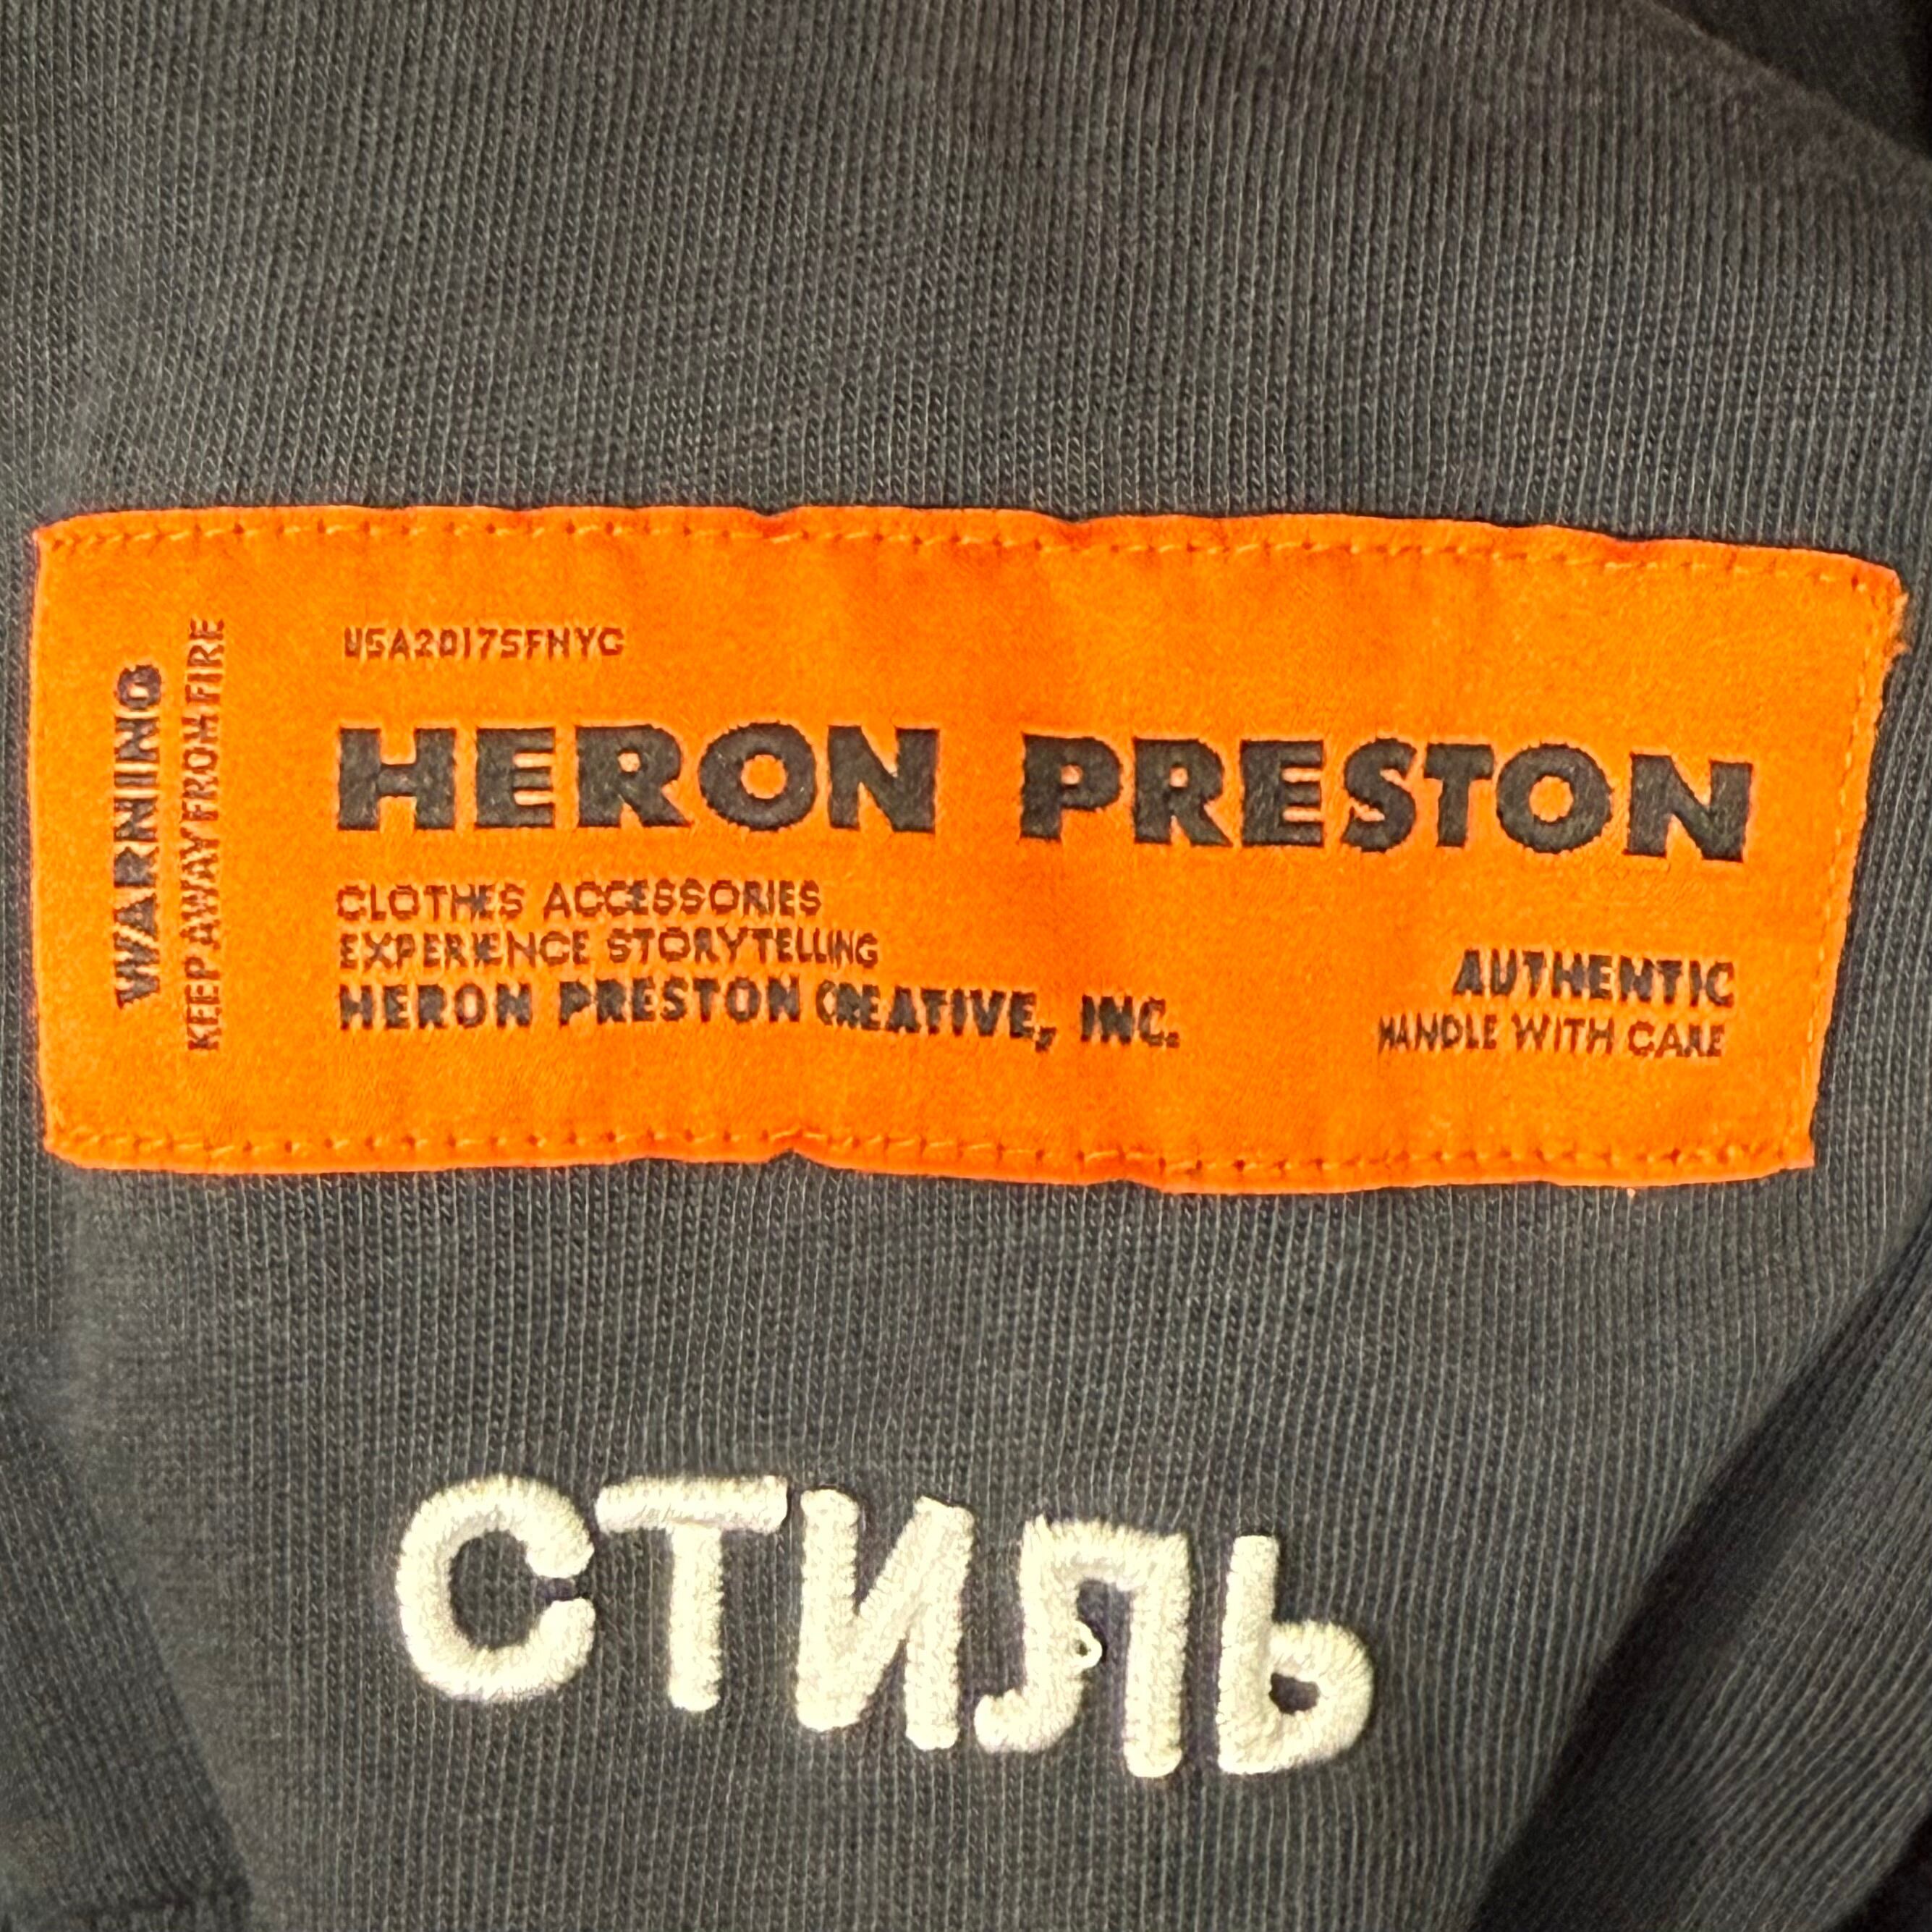 WARNING
KEEP AWAY FROM FIRE
USA2017SFNYC
HERON PRESTON
CLOTHES ACCESSORIES
EXPERIENCE STORYTELLING
HERON PRESTON CREATIVE, INC.
AUTHENTIC
HANDLE WITH CARE
СТИЛЬ